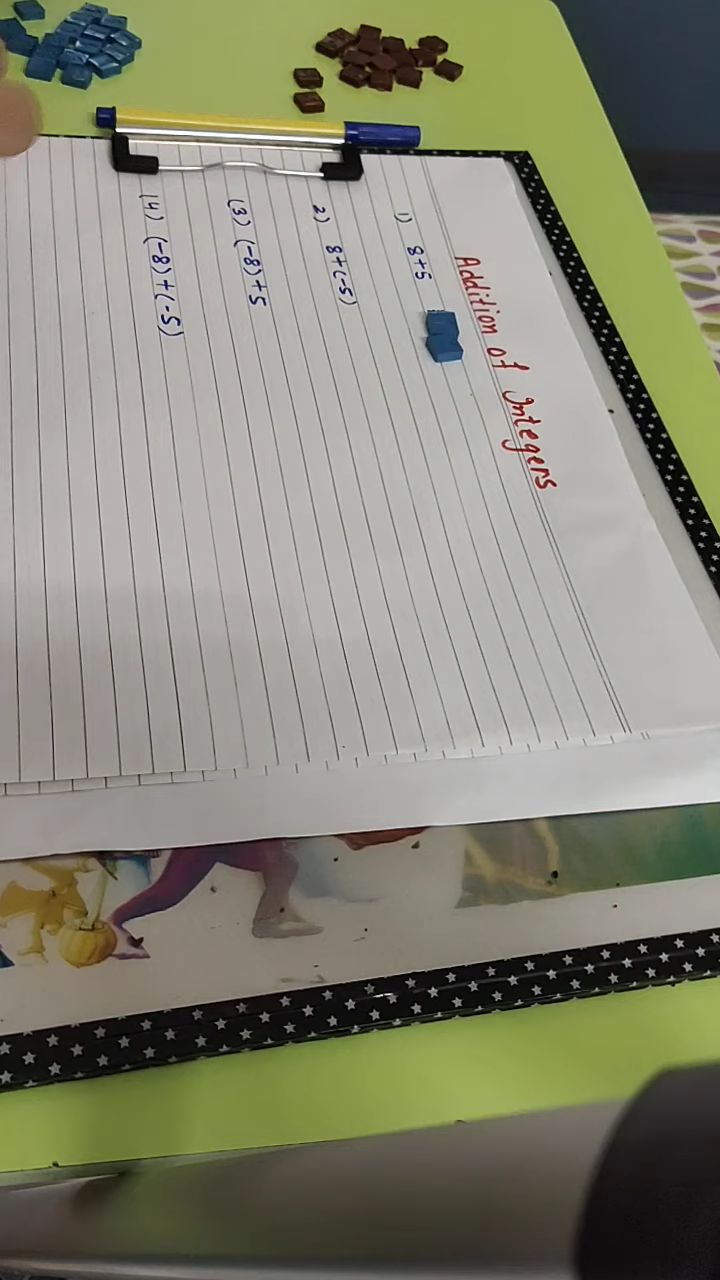 Addition of Integers
1) 8+5
2) 8+(-5)
(3) (-8)+5
(4) (-8)+(-5)